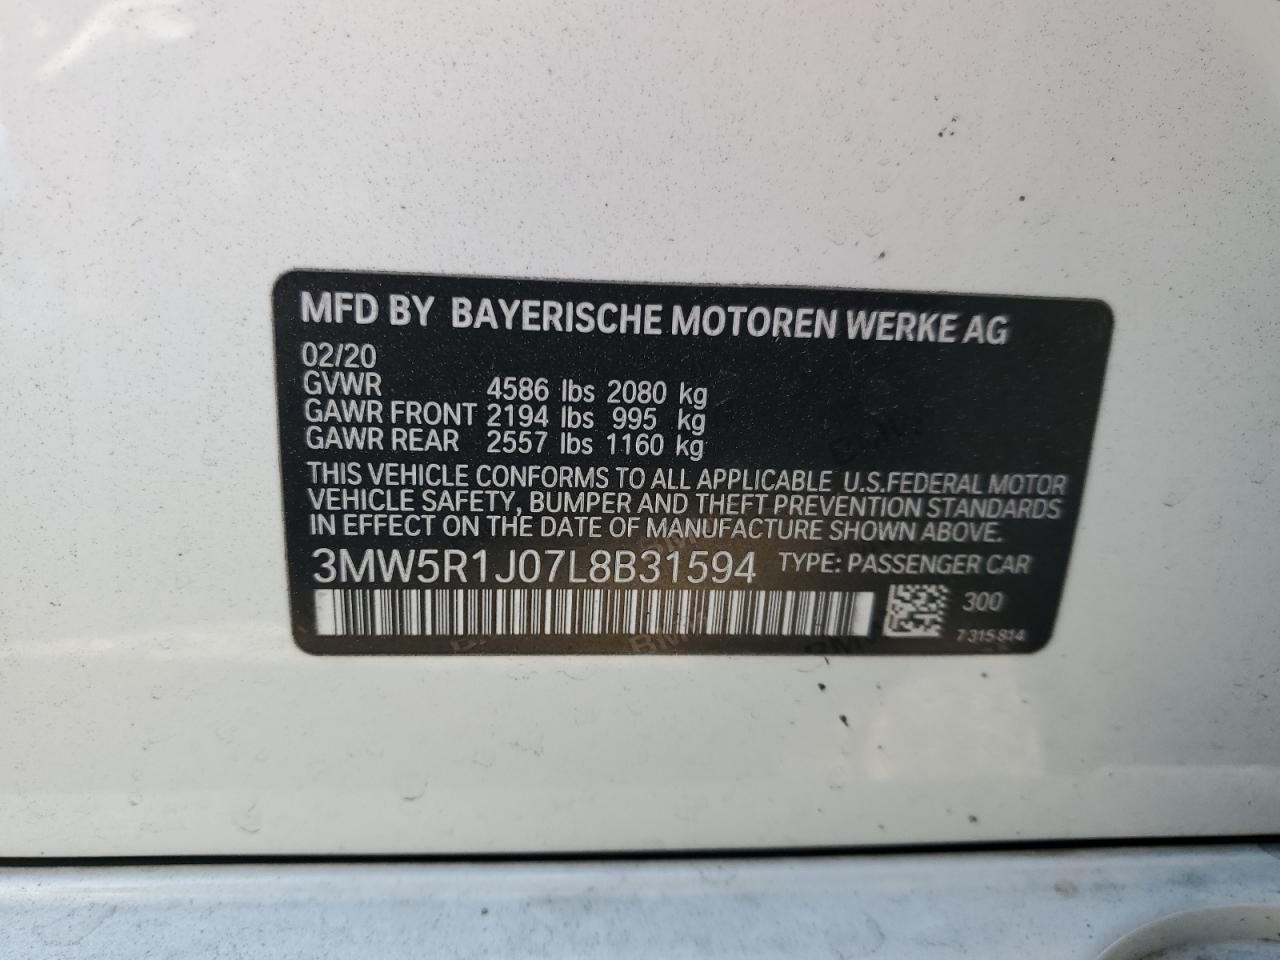 MFD BY BAYERISCHE MOTOREN WERKE AG
02/20
GVWR 4586 lbs 2080 kg
GAWR FRONT 2194 lbs 995 kg
GAWR REAR 2557 lbs 1160 kg
THIS VEHICLE CONFORMS TO ALL APPLICABLE U.S.FEDERAL MOTOR
VEHICLE SAFETY, BUMPER AND THEFT PREVENTION STANDARDS
IN EFFECT ON THE DATE OF MANUFACTURE SHOWN ABOVE.
3MW5R1J07L8B31594 TYPE: PASSENGER CAR
300
7 315 814